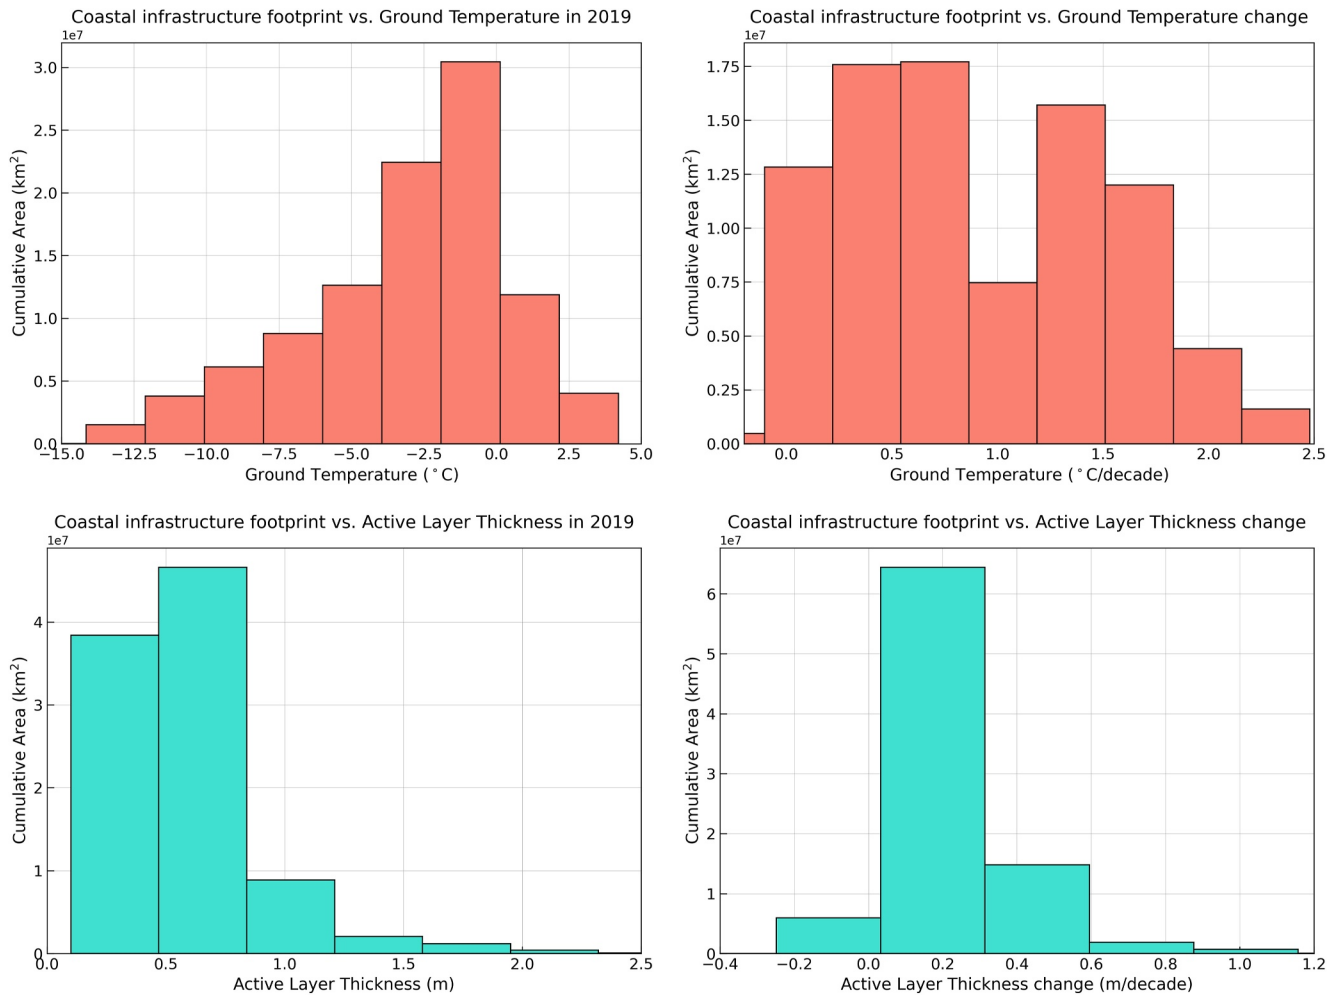 Coastal infrastructure footprint vs. Ground Temperature in 2019
1e7
3.0
2.5
2.0
1.5
1.0
0.5
0.0
Cumulative Area (km²)
−15.0 −12.5 −10.0 −7.5 −5.0 −2.5 0.0 2.5 5.0
Ground Temperature (°C)
Coastal infrastructure footprint vs. Ground Temperature change
1e7
1.75
1.50
1.25
1.00
0.75
0.50
0.25
0.00
Cumulative Area (km²)
0.0 0.5 1.0 1.5 2.0 2.5
Ground Temperature (°C/decade)
Coastal infrastructure footprint vs. Active Layer Thickness in 2019
1e7
4
3
2
1
0
Cumulative Area (km²)
0.0 0.5 1.0 1.5 2.0 2.5
Active Layer Thickness (m)
Coastal infrastructure footprint vs. Active Layer Thickness change
1e7
6
5
4
3
2
1
0
Cumulative Area (km²)
−0.4 −0.2 0.0 0.2 0.4 0.6 0.8 1.0 1.2
Active Layer Thickness change (m/decade)